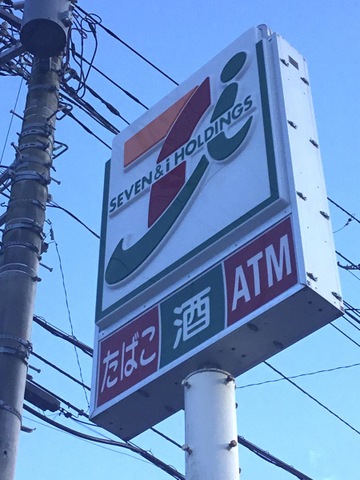 SEVEN & i HOLDINGS
たばこ 酒 ATM